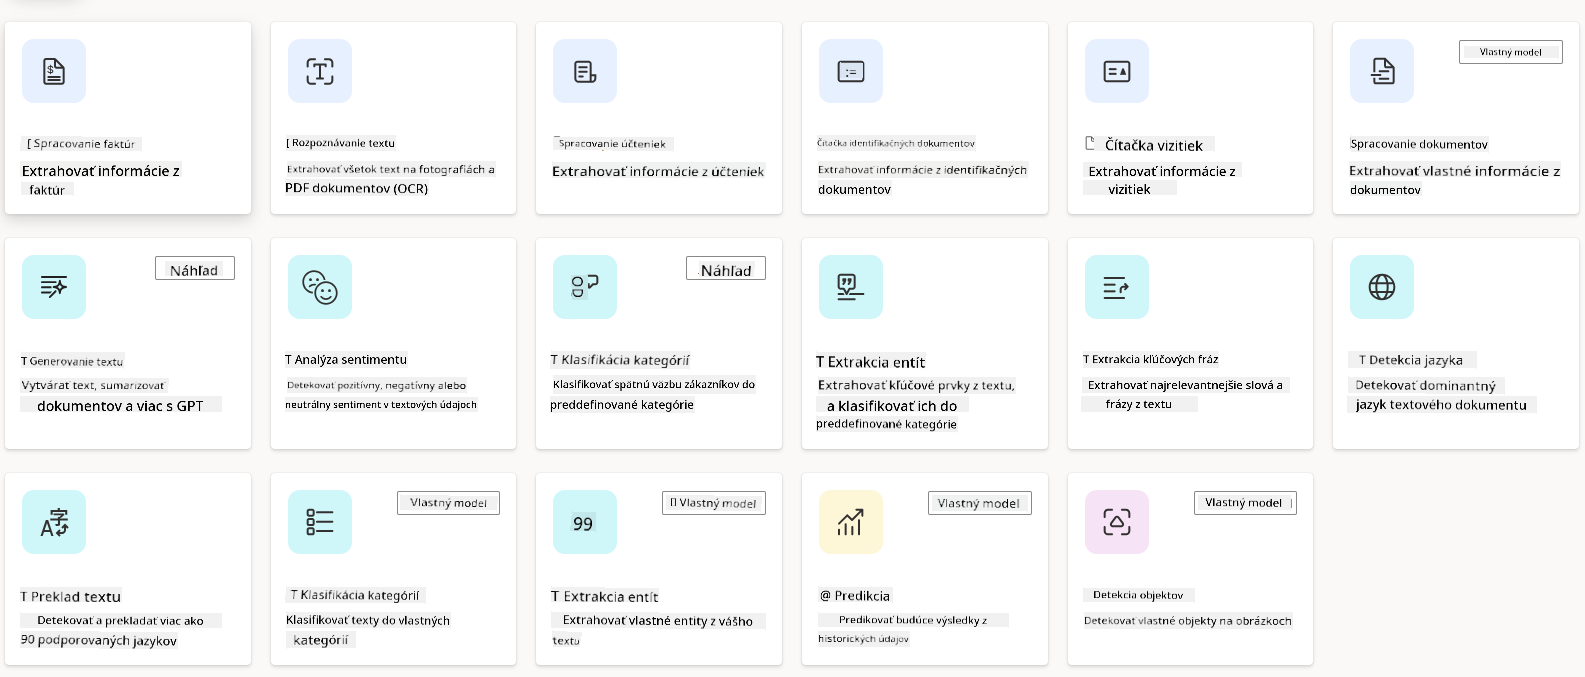 Spracovanie faktúr
Extrahovať informácie z
faktúr
[ Rozpoznávanie textu
Extrahovať všetok text na fotografiách a
PDF dokumentov (OCR)
Spracovanie účteniek
Extrahovať informácie z účteniek
Čítačka identifikačných dokumentov
Extrahovať informácie z identifikačných
dokumentov
Čítačka vizitiek
Extrahovať informácie z
vizitiek
Vlastný model
Spracovanie dokumentov
Extrahovať vlastné informácie z
dokumentov
Náhľad
T Generovanie textu
Vytvárať text, sumarizovať
dokumentov a viac s GPT
T Analýza sentimentu
Detekovať pozitívny, negatívny alebo
neutrálny sentiment v textových údajoch
Náhľad
T Klasifikácia kategórií
Klasifikovať spätnú väzbu zákazníkov do
preddefinované kategórie
T Extrakcia entít
Extrahovať kľúčové prvky z textu,
a klasifikovať ich do
preddefinované kategórie
T Extrakcia kľúčových fráz
Extrahovať najrelevantnejšie slová a
frázy z textu
T Detekcia jazyka
Detekovať dominantný
jazyk textového dokumentu
T Preklad textu
Detekovať a prekladať viac ako
90 podporovaných jazykov
Vlastný model
T Klasifikácia kategórií
Klasifikovať texty do vlastných
kategórií
Vlastný model
99
T Extrakcia entít
Extrahovať vlastné entity z vášho
textu
Vlastný model
@ Predikcia
Predikovať budúce výsledky z
historických údajov
Vlastný model
Detekcia objektov
Detekovať vlastné objekty na obrázkoch